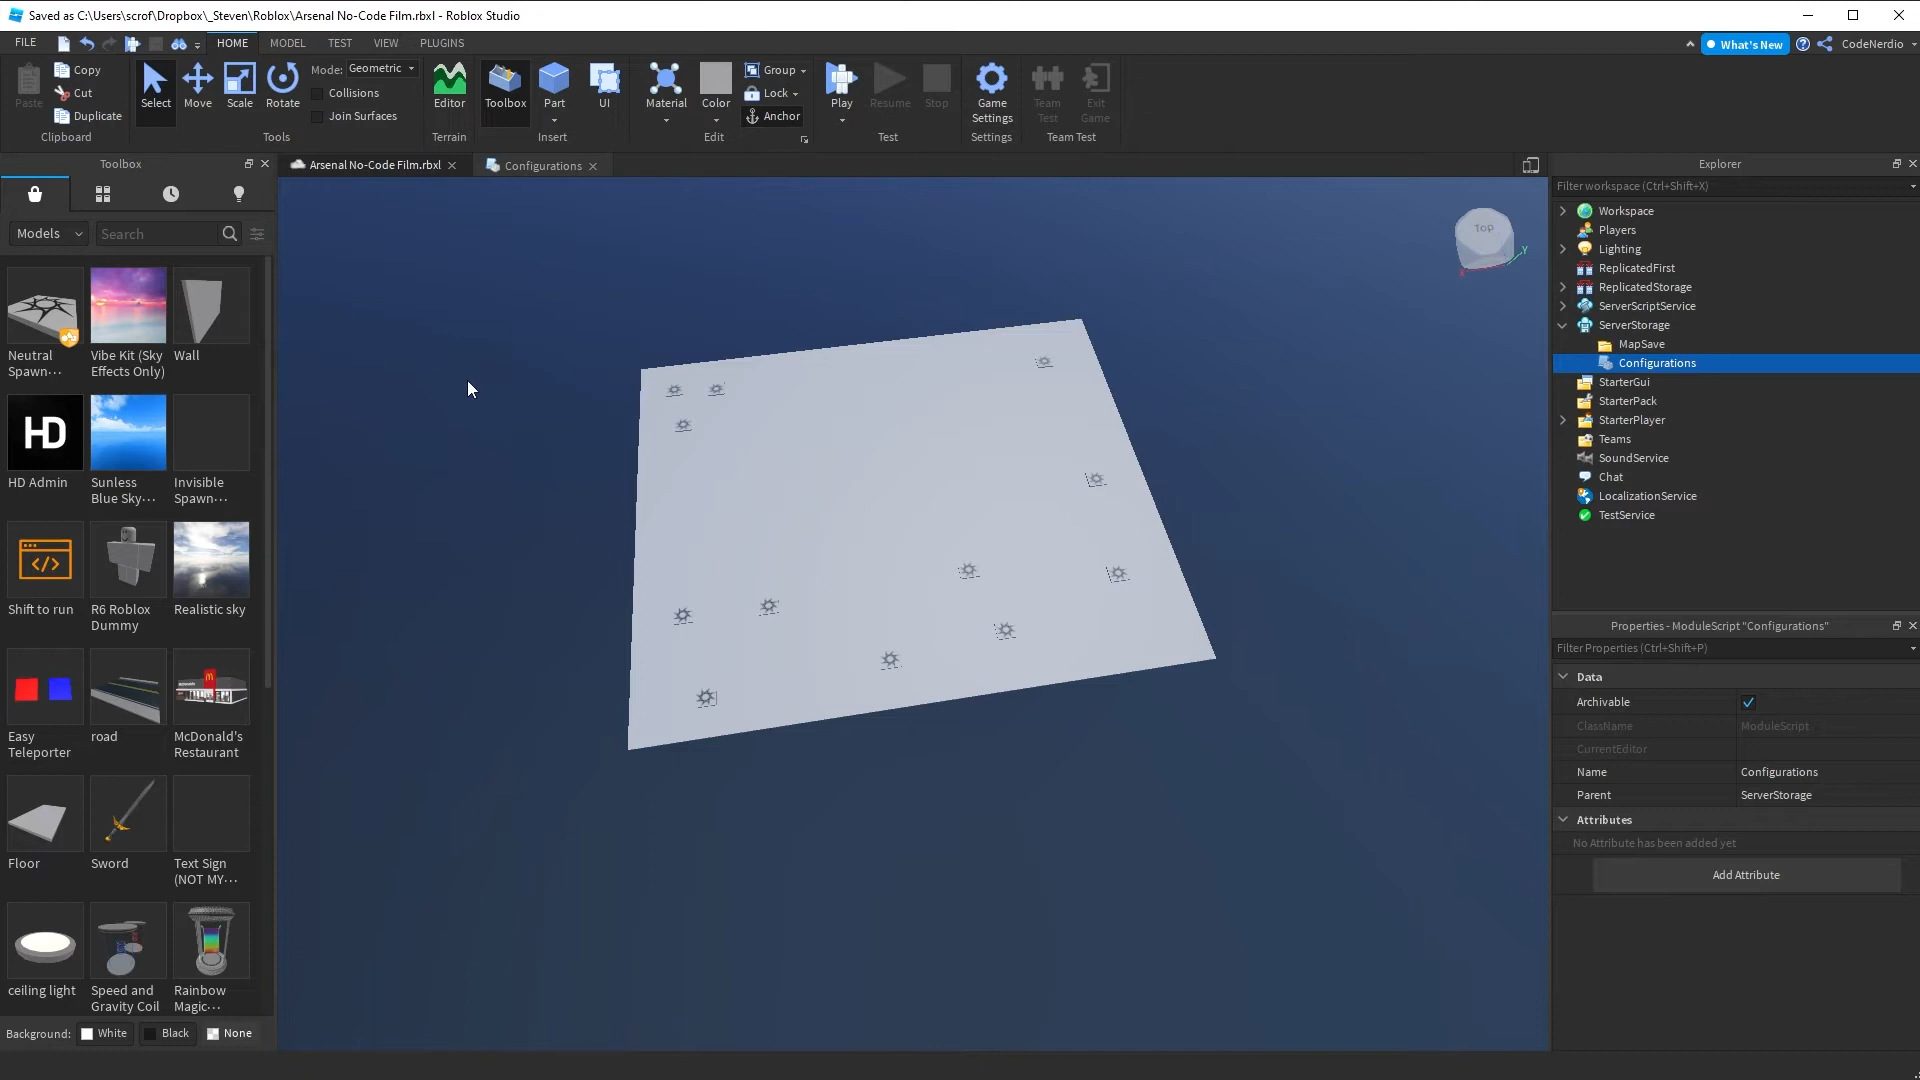 Saved as C:\Users\scrof\Dropbox\_Steven\Roblox\Arsenal No-Code Film.rbxl - Roblox Studio
FILE HOME MODEL TEST VIEW PLUGINS What's New CodeNerdio
Paste
Copy
Cut
Duplicate
Clipboard
Select
Move
Scale
Rotate
Mode: Geometric
Collisions
Join Surfaces
Tools
Editor
Terrain
Toolbox
Part
UI
Insert
Material
Color
Group
Lock
Anchor
Edit
Play
Resume
Stop
Test
Game
Settings
Settings
Team
Test
Exit
Game
Team Test
Toolbox
Models
Search
Neutral
Spawn···
Vibe Kit (Sky
Effects Only)
Wall
HD
HD Admin
Sunless
Blue Sky···
Invisible
Spawn···
Shift to run
R6 Roblox
Dummy
Realistic sky
Easy
Teleporter
road
McDonald's
Restaurant
Floor
Sword
Text Sign
(NOT MY···
ceiling light
Speed and
Gravity Coil
Rainbow
Magic···
Background: White Black None
Arsenal No-Code Film.rbxl
Configurations
Top
Y
Explorer
Filter workspace (Ctrl+Shift+X)
Workspace
Players
Lighting
ReplicatedFirst
ReplicatedStorage
ServerScriptService
ServerStorage
MapSave
Configurations
StarterGui
StarterPack
StarterPlayer
Teams
SoundService
Chat
LocalizationService
TestService
Properties - ModuleScript "Configurations"
Filter Properties (Ctrl+Shift+P)
Data
Archivable
ClassName ModuleScript
CurrentEditor
Name Configurations
Parent ServerStorage
Attributes
No Attribute has been added yet
Add Attribute